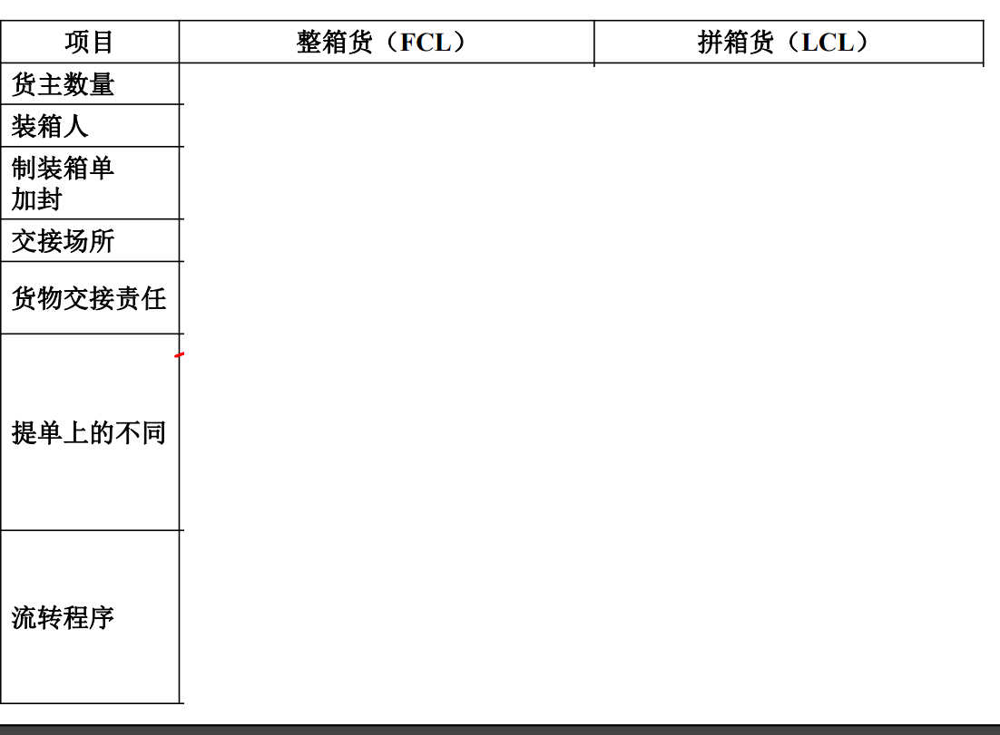 项目 整箱货（FCL） 拼箱货（LCL）
货主数量
装箱人
制装箱单
加封
交接场所
货物交接责任
提单上的不同
流转程序